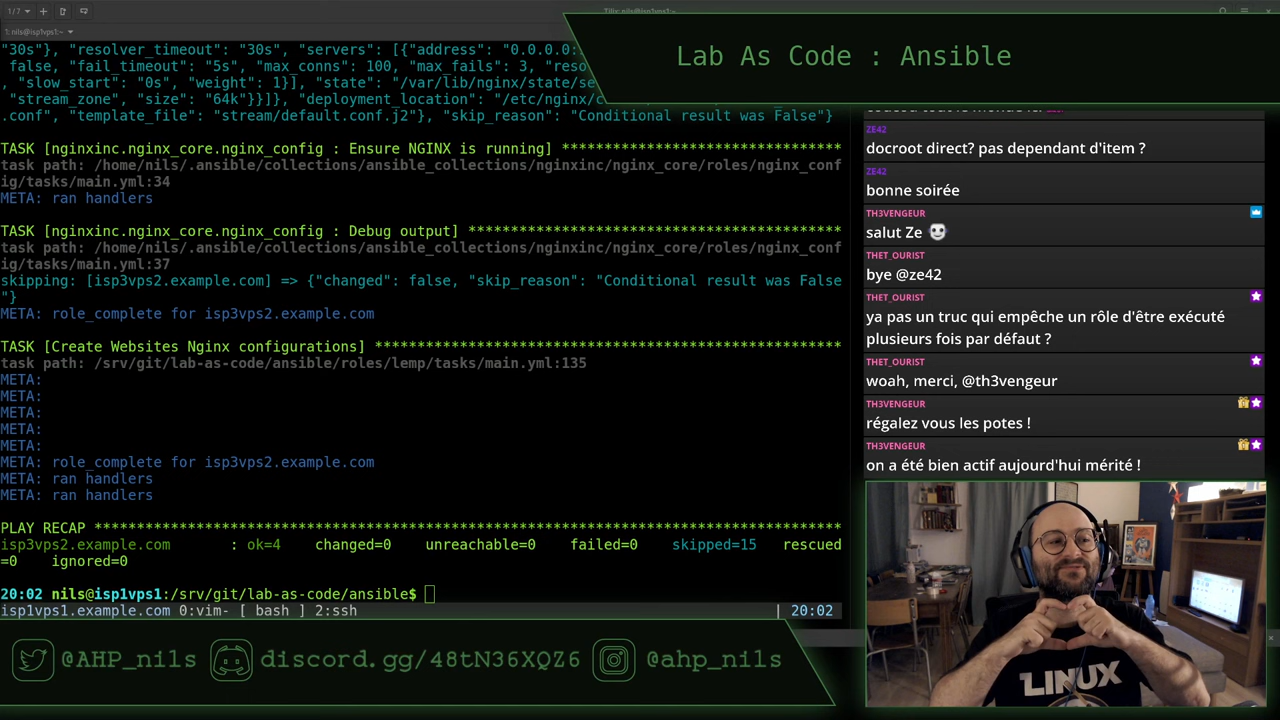 1/7
Tilix: nils@isp1vps1:~
1: nils@isp1vps1:~
Lab As Code : Ansible
"30s"}, "resolver_timeout": "30s", "servers": [{"address": "0.0.0.0:
false, "fail_timeout": "5s", "max_conns": 100, "max_fails": 3, "reso
, "slow_start": "0s", "weight": 1}], "state": "/var/lib/nginx/state/se
"stream_zone", "size": "64k"}}]}, "deployment_location": "/etc/nginx/c
.conf", "template_file": "stream/default.conf.j2"}, "skip_reason": "Conditional result was False"}
TASK [nginxinc.nginx_core.nginx_config : Ensure NGINX is running] *********************************
task path: /home/nils/.ansible/collections/ansible_collections/nginxinc/nginx_core/roles/nginx_conf
ig/tasks/main.yml:34
META: ran handlers
TASK [nginxinc.nginx_core.nginx_config : Debug output] ********************************************
task path: /home/nils/.ansible/collections/ansible_collections/nginxinc/nginx_core/roles/nginx_conf
ig/tasks/main.yml:37
skipping: [isp3vps2.example.com] => {"changed": false, "skip_reason": "Conditional result was False
"}
META: role_complete for isp3vps2.example.com
TASK [Create Websites Nginx configurations] *******************************************************
task path: /srv/git/lab-as-code/ansible/roles/lemp/tasks/main.yml:135
META:
META:
META:
META:
META:
META: role_complete for isp3vps2.example.com
META: ran handlers
META: ran handlers
PLAY RECAP ****************************************************************************************
isp3vps2.example.com       : ok=4    changed=0    unreachable=0    failed=0    skipped=15   rescued
=0    ignored=0
20:02 nils@isp1vps1:/srv/git/lab-as-code/ansible$
isp1vps1.example.com 0:vim- [ bash ] 2:ssh | 20:02
ZE42
docroot direct? pas dependant d'item ?
ZE42
bonne soirée
TH3VENGEUR
salut Ze
THET_OURIST
bye @ze42
THET_OURIST
ya pas un truc qui empêche un rôle d'être exécuté
plusieurs fois par défaut ?
THET_OURIST
woah, merci, @th3vengeur
TH3VENGEUR
régalez vous les potes !
TH3VENGEUR
on a été bien actif aujourd'hui mérité !
LINUX
@AHP_nils discord.gg/48tN36XQZ6 @ahp_nils